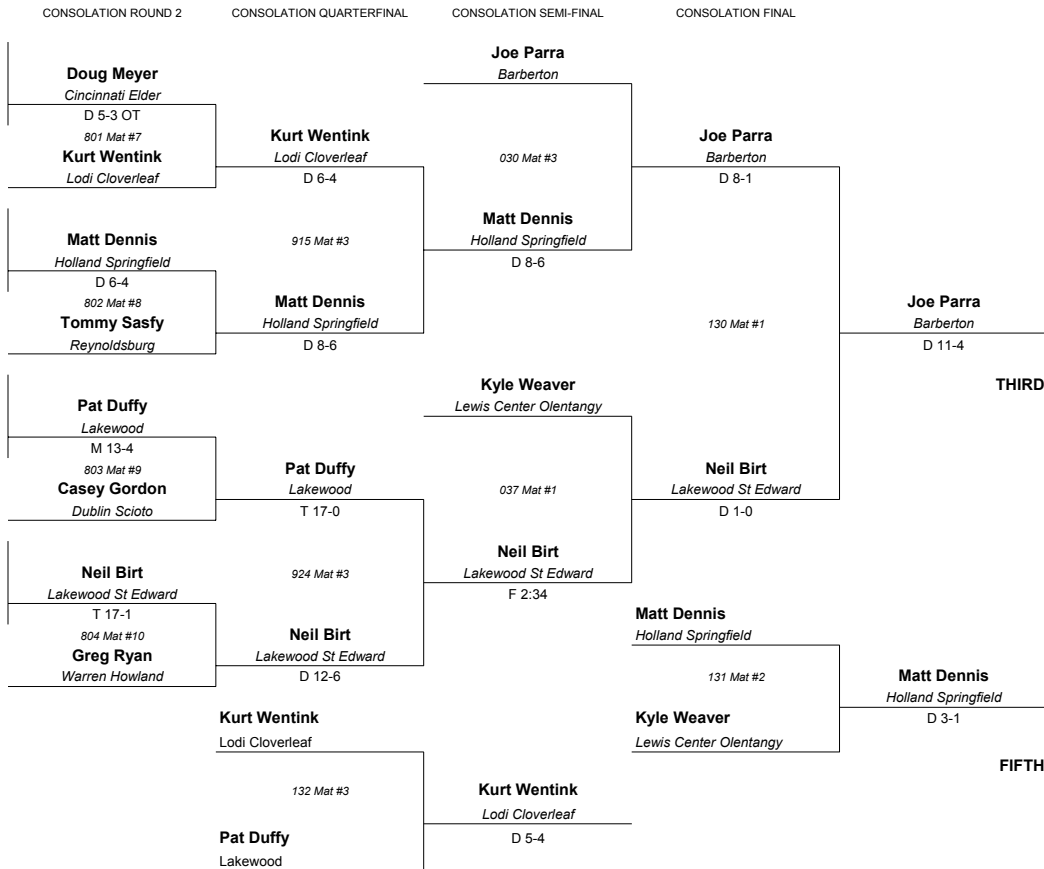 CONSOLATION ROUND 2 CONSOLATION QUARTERFINAL CONSOLATION SEMI-FINAL CONSOLATION FINAL
Joe Parra
Barberton
Doug Meyer
Cincinnati Elder
D 5-3 OT
801 Mat #7
Kurt Wentink
Lodi Cloverleaf
Kurt Wentink
Lodi Cloverleaf
D 6-4
030 Mat #3
Joe Parra
Barberton
D 8-1
Matt Dennis
Holland Springfield
D 6-4
802 Mat #8
Tommy Sasfy
Reynoldsburg
915 Mat #3
Matt Dennis
Holland Springfield
D 8-6
Matt Dennis
Holland Springfield
D 8-6
130 Mat #1
Joe Parra
Barberton
D 11-4
THIRD
Pat Duffy
Lakewood
M 13-4
803 Mat #9
Casey Gordon
Dublin Scioto
Pat Duffy
Lakewood
T 17-0
Kyle Weaver
Lewis Center Olentangy
037 Mat #1
Neil Birt
Lakewood St Edward
D 1-0
Neil Birt
Lakewood St Edward
T 17-1
804 Mat #10
Greg Ryan
Warren Howland
924 Mat #3
Neil Birt
Lakewood St Edward
D 12-6
Neil Birt
Lakewood St Edward
F 2:34
Matt Dennis
Holland Springfield
131 Mat #2
Kyle Weaver
Lewis Center Olentangy
Matt Dennis
Holland Springfield
D 3-1
FIFTH
Kurt Wentink
Lodi Cloverleaf
132 Mat #3
Pat Duffy
Lakewood
Kurt Wentink
Lodi Cloverleaf
D 5-4